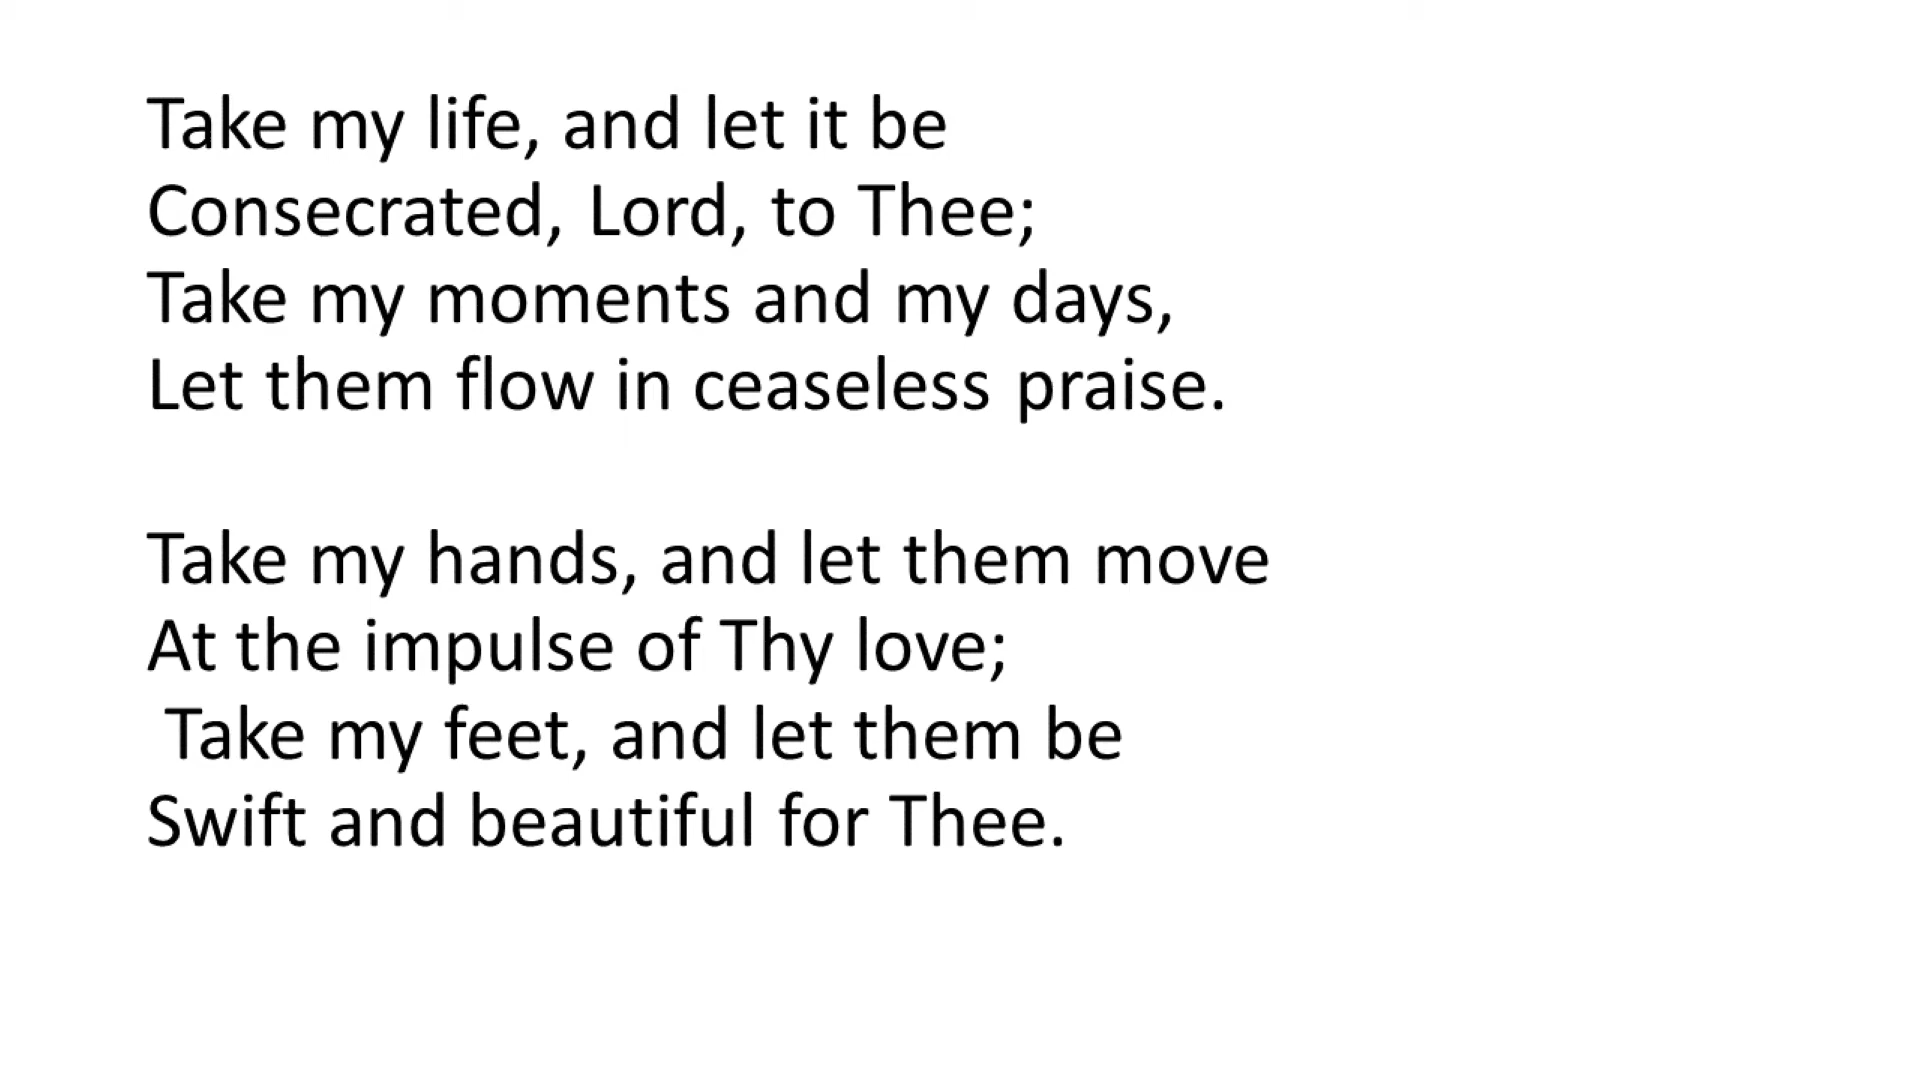 Take my life, and let it be
Consecrated, Lord, to Thee;
Take my moments and my days,
Let them flow in ceaseless praise.

Take my hands, and let them move
At the impulse of Thy love;
Take my feet, and let them be
Swift and beautiful for Thee.